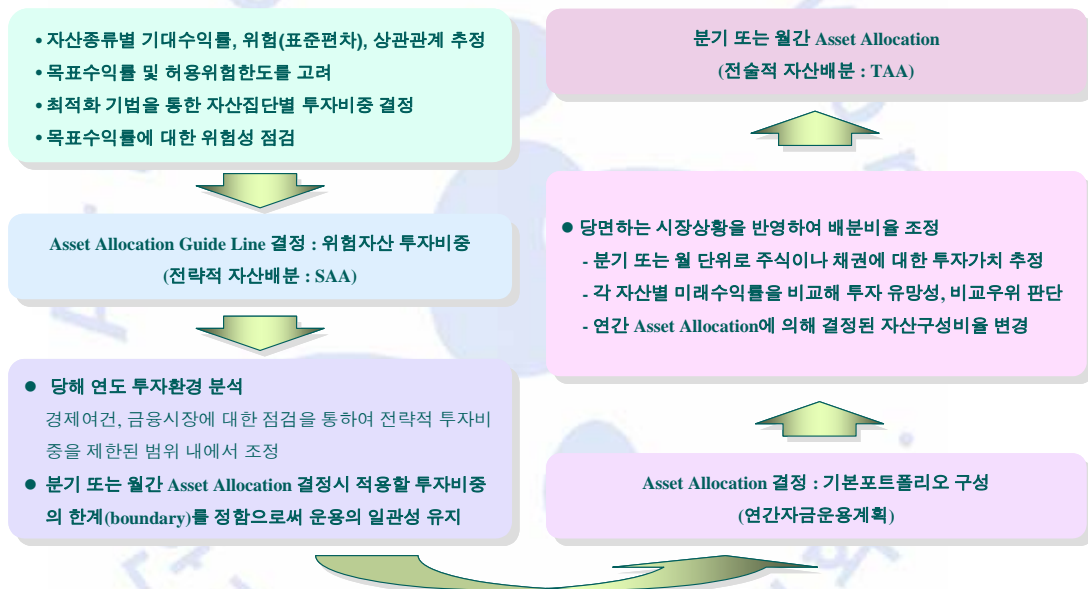 • 자산종류별 기대수익률, 위험(표준편차), 상관관계 추정
• 목표수익률 및 허용위험한도를 고려
• 최적화 기법을 통한 자산집단별 투자비중 결정
• 목표수익률에 대한 위험성 점검
Asset Allocation Guide Line 결정 : 위험자산 투자비중
(전략적 자산배분 : SAA)
● 당해 연도 투자환경 분석
경제여건, 금융시장에 대한 점검을 통하여 전략적 투자비
중을 제한된 범위 내에서 조정
● 분기 또는 월간 Asset Allocation 결정시 적용할 투자비중
의 한계(boundary)를 정함으로써 운용의 일관성 유지
Asset Allocation 결정 : 기본포트폴리오 구성
(연간자금운용계획)
● 당면하는 시장상황을 반영하여 배분비율 조정
- 분기 또는 월 단위로 주식이나 채권에 대한 투자가치 추정
- 각 자산별 미래수익률을 비교해 투자 유망성, 비교우위 판단
- 연간 Asset Allocation에 의해 결정된 자산구성비율 변경
분기 또는 월간 Asset Allocation
(전술적 자산배분 : TAA)